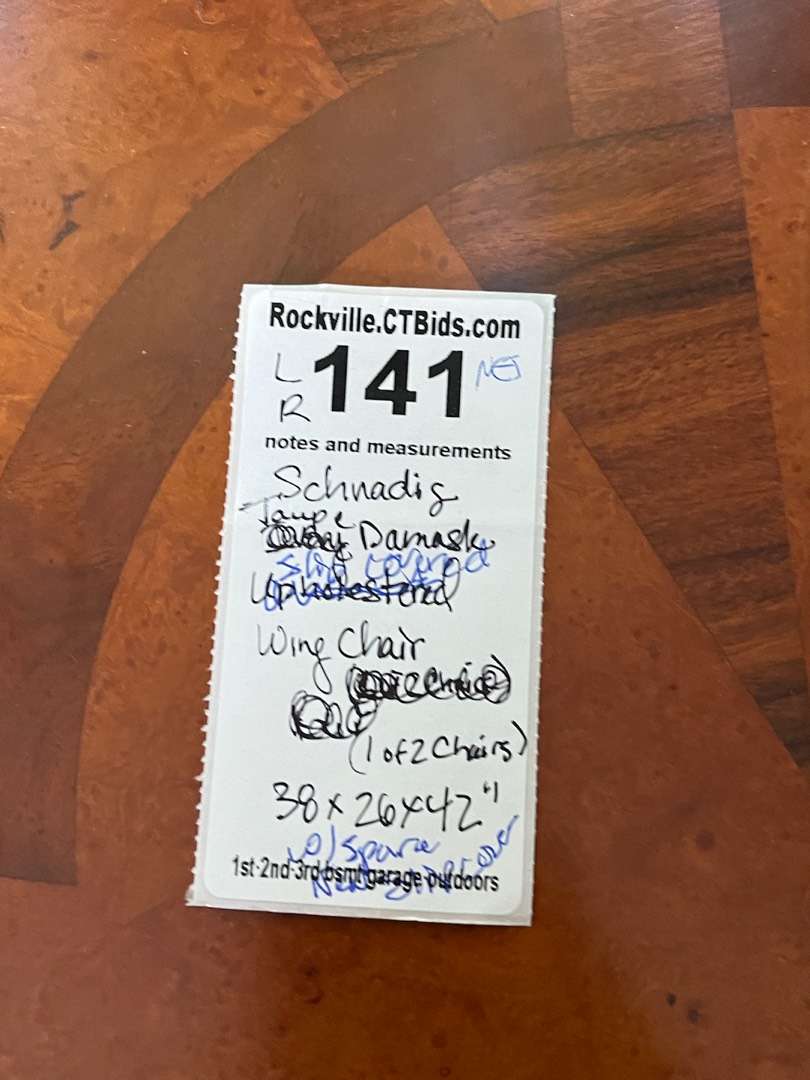 Rockville.CTBids.com
L 141
R
notes and measurements
Schnadig
Taupe
Damask
Slip covered
Upholstered
Wing Chair
(1 of 2 Chairs)
38 x 26 x 42"
w/ spare
1st-2nd-3rd-bsmt-garage-outdoors